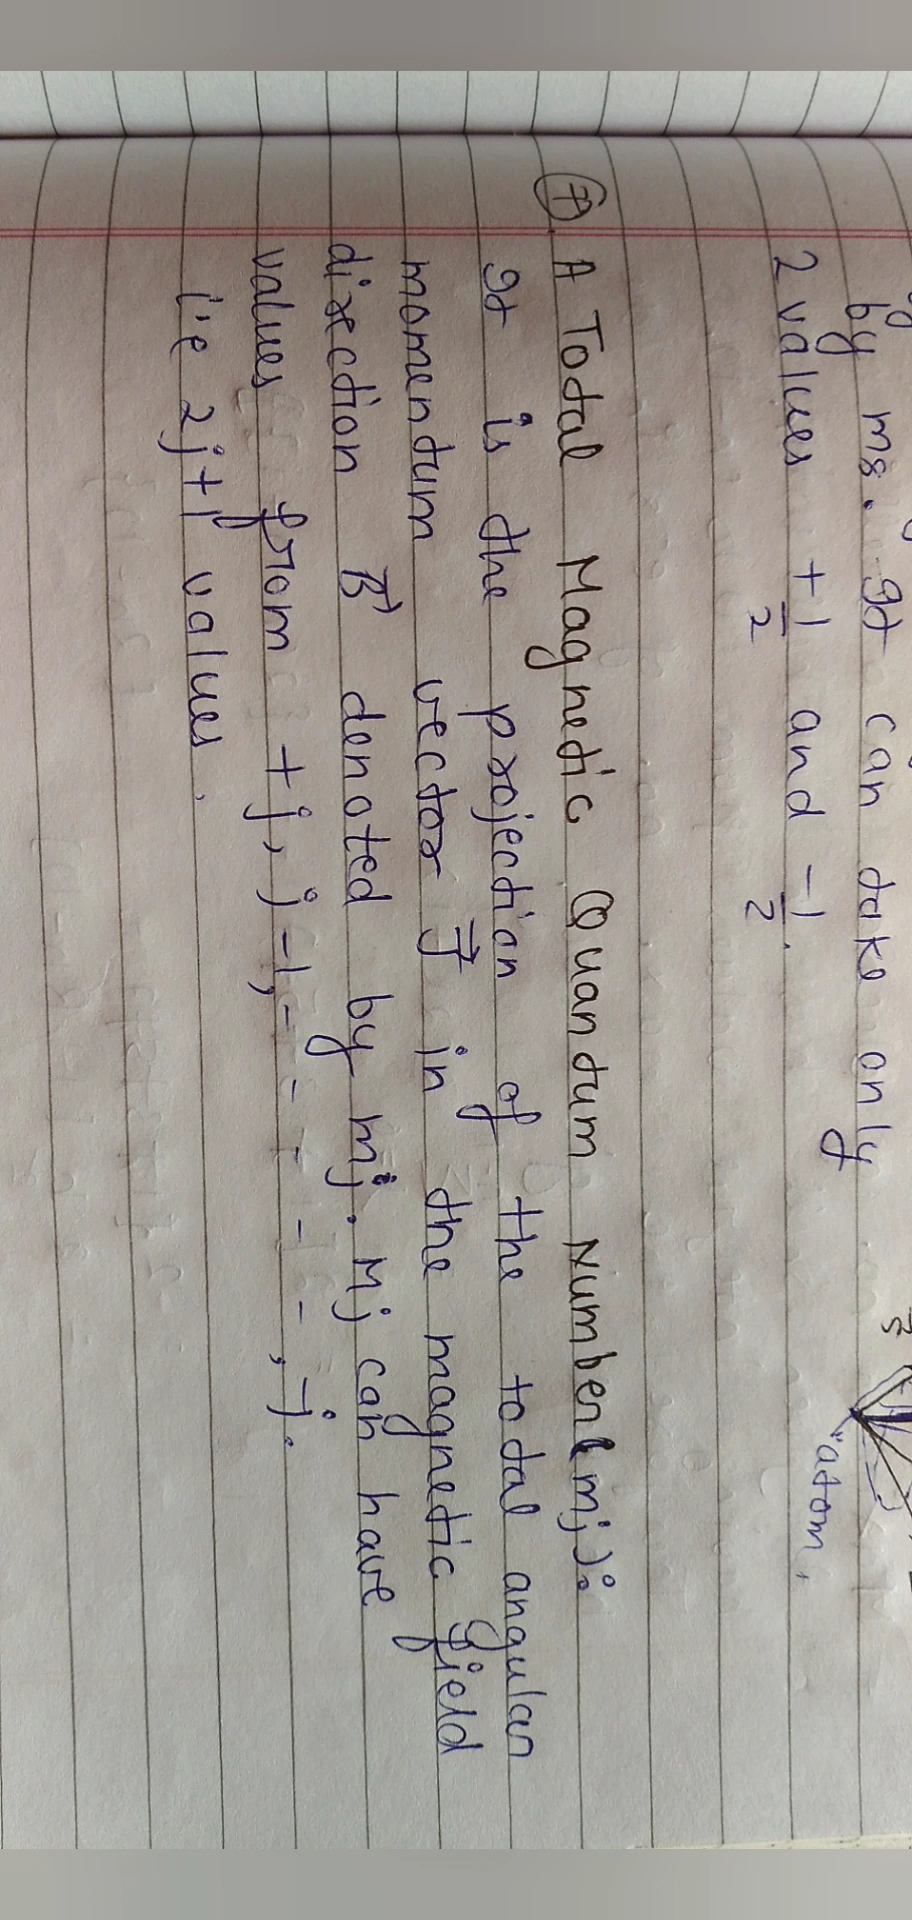 by ms. It can take only
2 values +1/2 and -1/2.
"atom,
⑦. A Total Magnetic Quantum Number (mj):
It is the projection of the total angular
momentum vector J⃗ in the magnetic field
direction B⃗ denoted by mj. Mj can have
values from +j, j-1, - - - - -, -j.
i.e 2j+1 values.